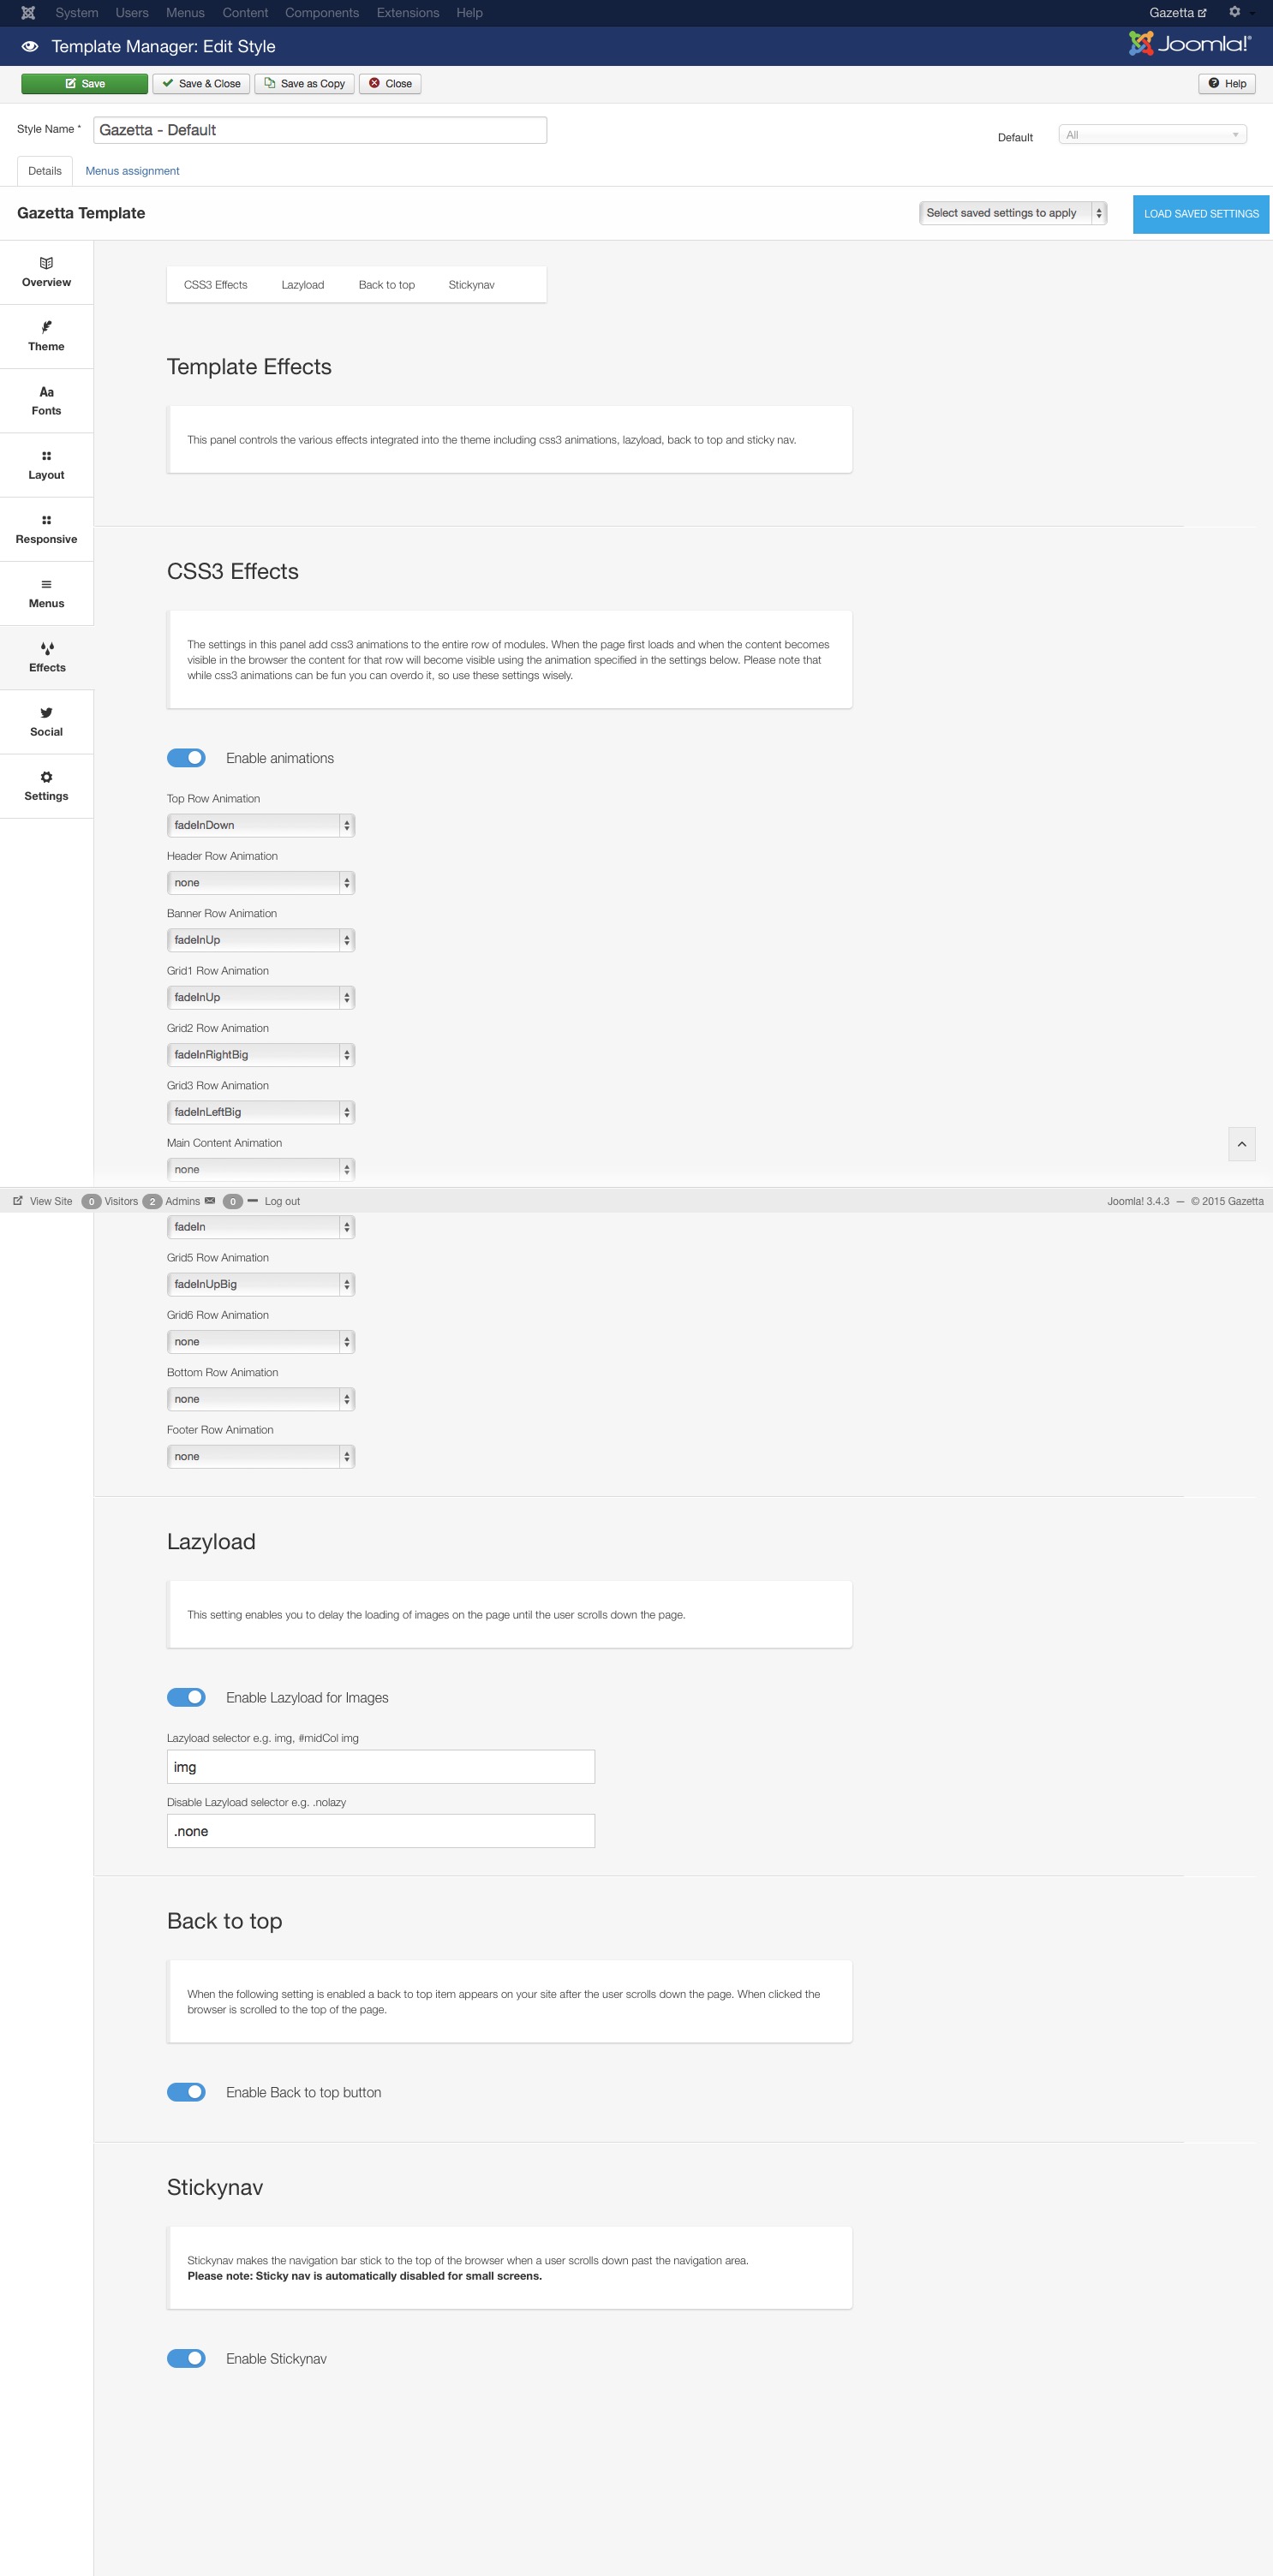 System Users Menus Content Components Extensions Help Gazetta
Template Manager: Edit Style Joomla!®
Save Save & Close Save as Copy Close Help
Style Name * Gazetta - Default Default All
Details Menus assignment
Gazetta Template Select saved settings to apply LOAD SAVED SETTINGS
Overview
Theme
Aa
Fonts
Layout
Responsive
Menus
Effects
Social
Settings
CSS3 Effects Lazyload Back to top Stickynav
Template Effects
This panel controls the various effects integrated into the theme including css3 animations, lazyload, back to top and sticky nav.
CSS3 Effects
The settings in this panel add css3 animations to the entire row of modules. When the page first loads and when the content becomes
visible in the browser the content for that row will become visible using the animation specified in the settings below. Please note that
while css3 animations can be fun you can overdo it, so use these settings wisely.
Enable animations
Top Row Animation
fadeInDown
Header Row Animation
none
Banner Row Animation
fadeInUp
Grid1 Row Animation
fadeInUp
Grid2 Row Animation
fadeInRightBig
Grid3 Row Animation
fadeInLeftBig
Main Content Animation
none
View Site 0 Visitors 2 Admins 0 Log out Joomla! 3.4.3 — © 2015 Gazetta
fadeIn
Grid5 Row Animation
fadeInUpBig
Grid6 Row Animation
none
Bottom Row Animation
none
Footer Row Animation
none
Lazyload
This setting enables you to delay the loading of images on the page until the user scrolls down the page.
Enable Lazyload for Images
Lazyload selector e.g. img, #midCol img
img
Disable Lazyload selector e.g. .nolazy
.none
Back to top
When the following setting is enabled a back to top item appears on your site after the user scrolls down the page. When clicked the
browser is scrolled to the top of the page.
Enable Back to top button
Stickynav
Stickynav makes the navigation bar stick to the top of the browser when a user scrolls down past the navigation area.
Please note: Sticky nav is automatically disabled for small screens.
Enable Stickynav